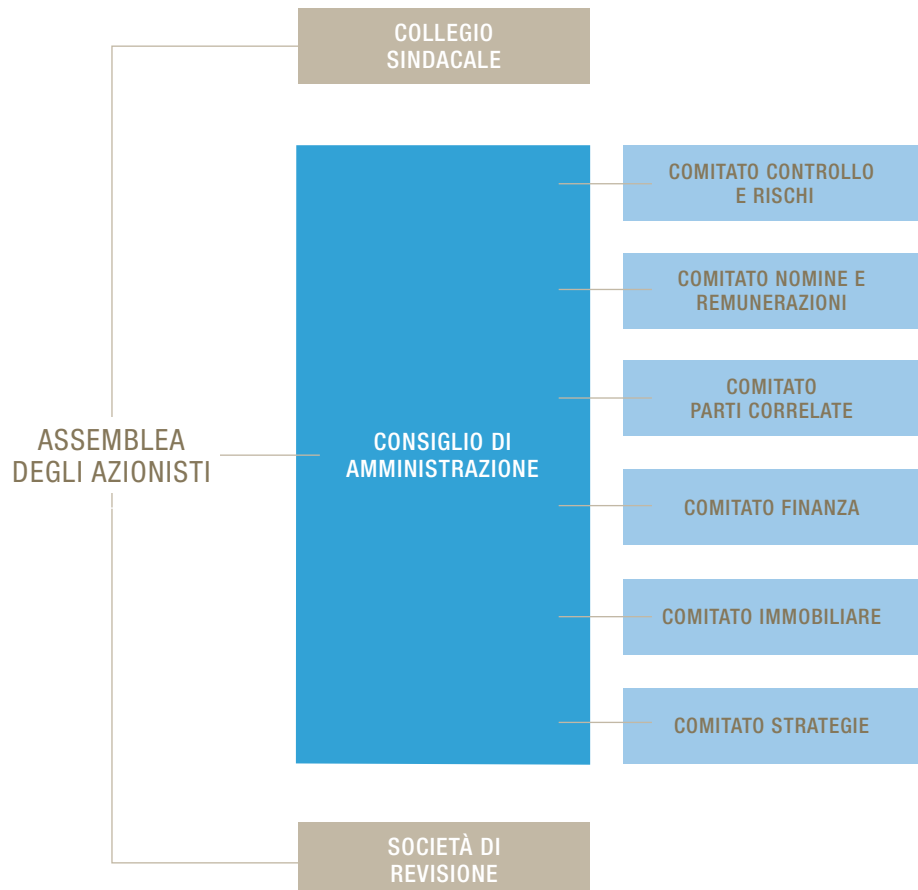 COLLEGIO
SINDACALE
COMITATO CONTROLLO
E RISCHI
COMITATO NOMINE E
REMUNERAZIONI
COMITATO
PARTI CORRELATE
ASSEMBLEA
DEGLI AZIONISTI
CONSIGLIO DI
AMMINISTRAZIONE
COMITATO FINANZA
COMITATO IMMOBILIARE
COMITATO STRATEGIE
SOCIETÀ DI
REVISIONE